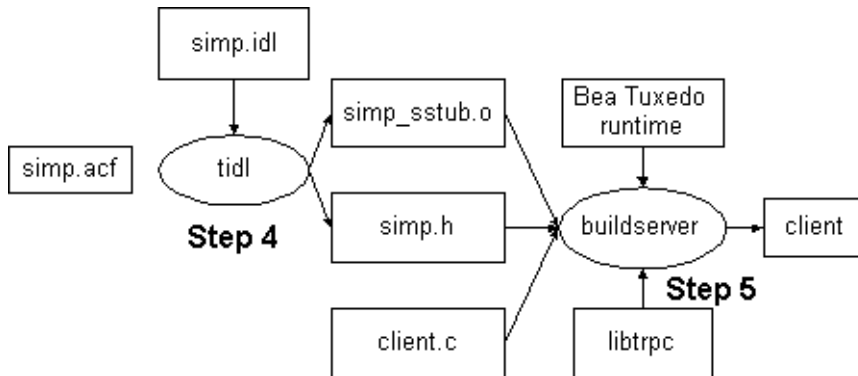 simp.idl
simp_sstub.o
Bea Tuxedo
runtime
simp.acf
tidl
Step 4
simp.h
buildserver
client
Step 5
client.c
libtrpc